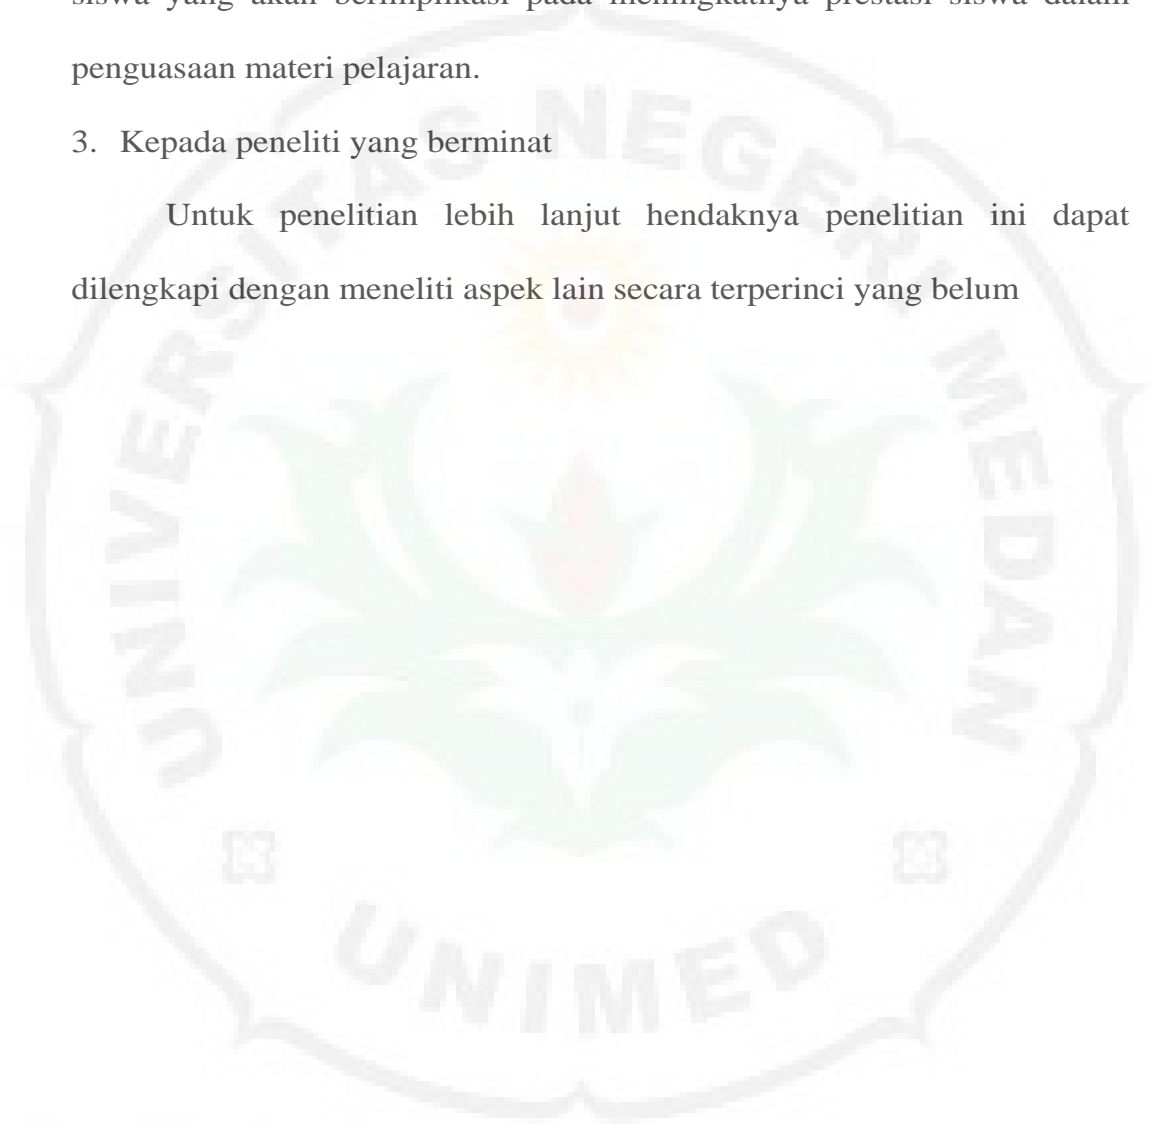 siswa yang akan berimplikasi pada meningkatnya prestasi siswa dalam
penguasaan materi pelajaran.
3. Kepada peneliti yang berminat
Untuk penelitian lebih lanjut hendaknya penelitian ini dapat
dilengkapi dengan meneliti aspek lain secara terperinci yang belum
UNIVERSITAS NEGERI MEDAN
UNIMED